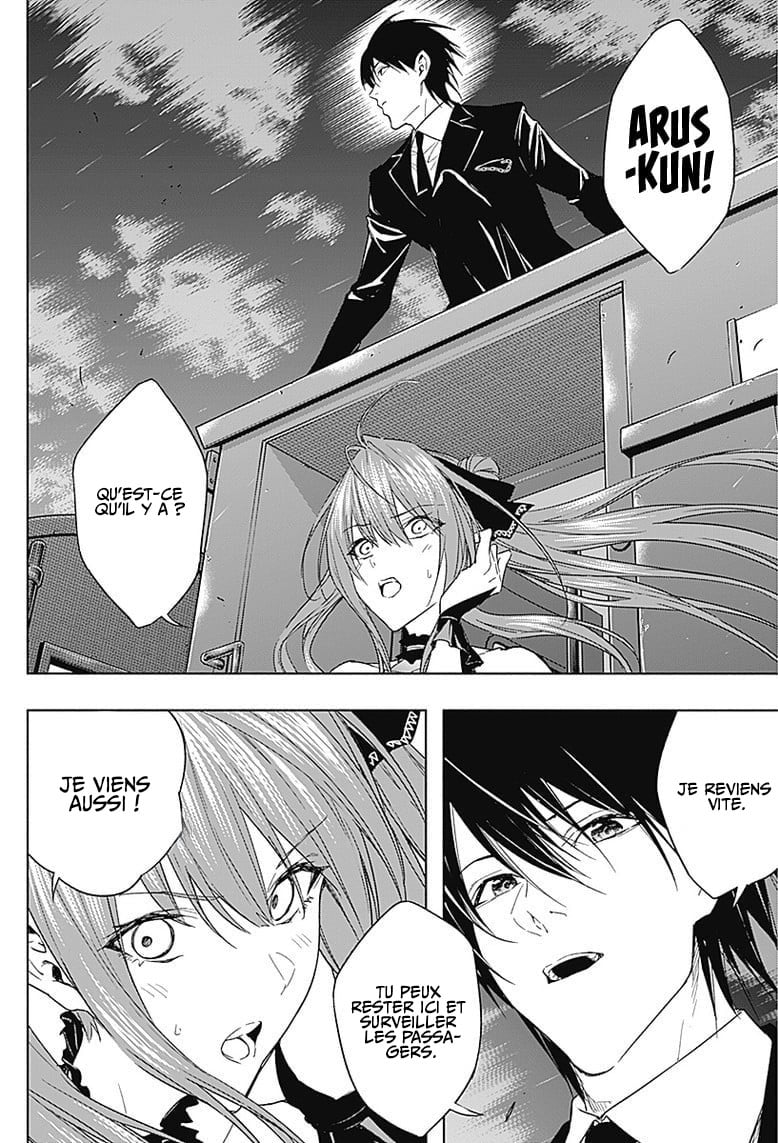 ARUS
-KUN!
QU'EST-CE
QU'IL Y A ?
JE REVIENS
VITE.
TU PEUX
RESTER ICI ET
SURVEILLER
LES PASSA-
GERS.
JE VIENS
AUSSI !